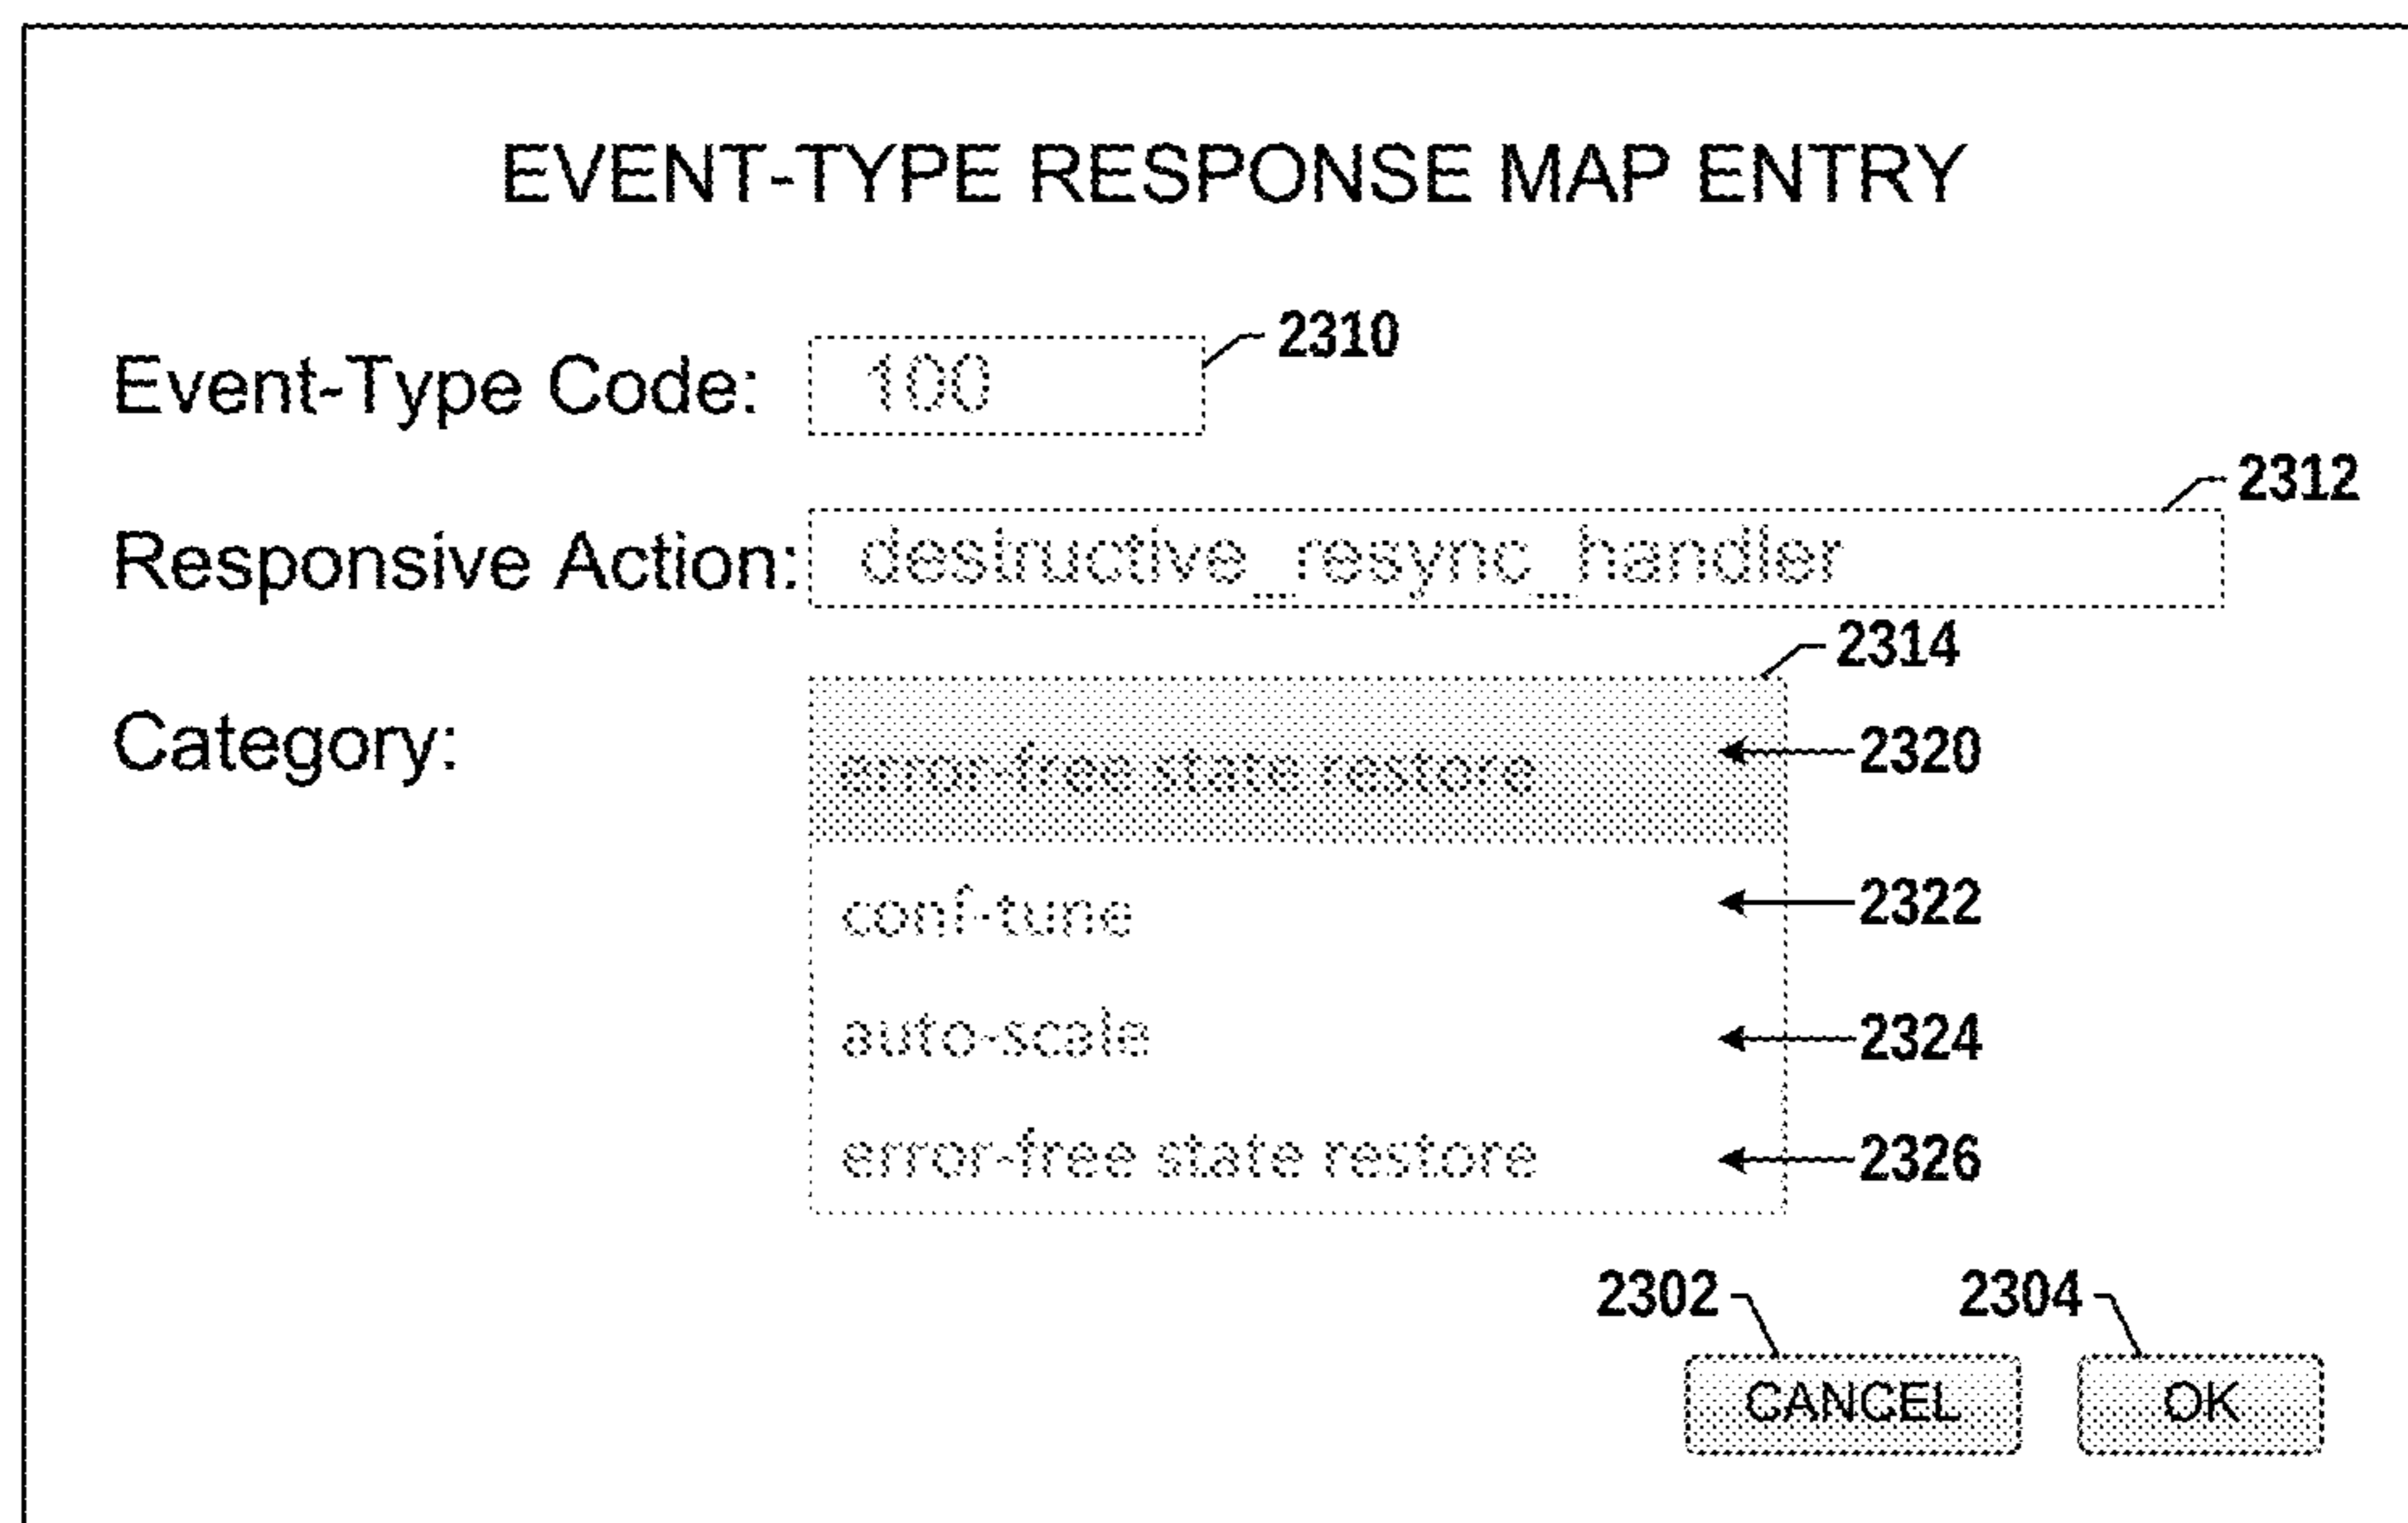 EVENT-TYPE RESPONSE MAP ENTRY
Event-Type Code: 100 2310
2312
Responsive Action: destructive_resync_handler
2314
Category: error-free state restore 2320
conf-tune 2322
auto-scale 2324
error-free state restore 2326
2302 2304
CANCEL OK